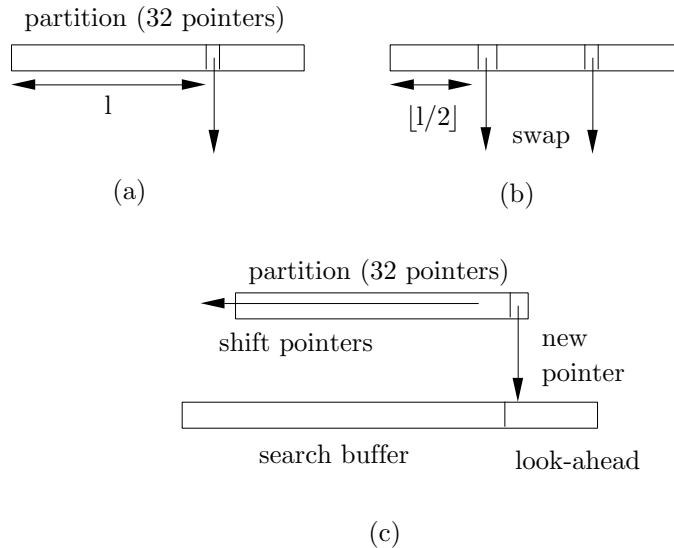 partition (32 pointers)
l
(a)
⌊l/2⌋
swap
(b)
partition (32 pointers)
shift pointers
new
pointer
search buffer
look-ahead
(c)